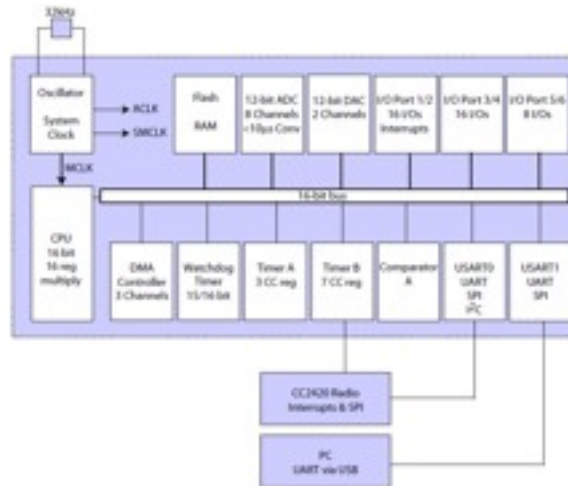 32kHz
Oscillator
System
Clock
ACLK
SMCLK
MCLK
Flash
RAM
12-bit ADC
8 Channels
<10µs Conv
12-bit DAC
2 Channels
I/O Port 1/2
16 I/Os
Interrupts
I/O Port 3/4
16 I/Os
I/O Port 5/6
8 I/Os
16-bit bus
CPU
16 bit
16 reg
multiply
DMA
Controller
3 Channels
Watchdog
Timer
15/16 bit
Timer A
3 CC reg
Timer B
7 CC reg
Comparator
A
USART0
UART
SPI
I²C
USART1
UART
SPI
CC2420 Radio
Interrupts & SPI
PC
UART via USB